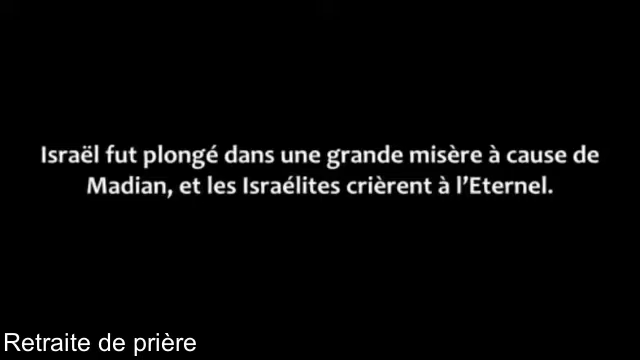 Israël fut plongé dans une grande misère à cause de
Madian, et les Israélites crièrent à l’Eternel.
Retraite de prière